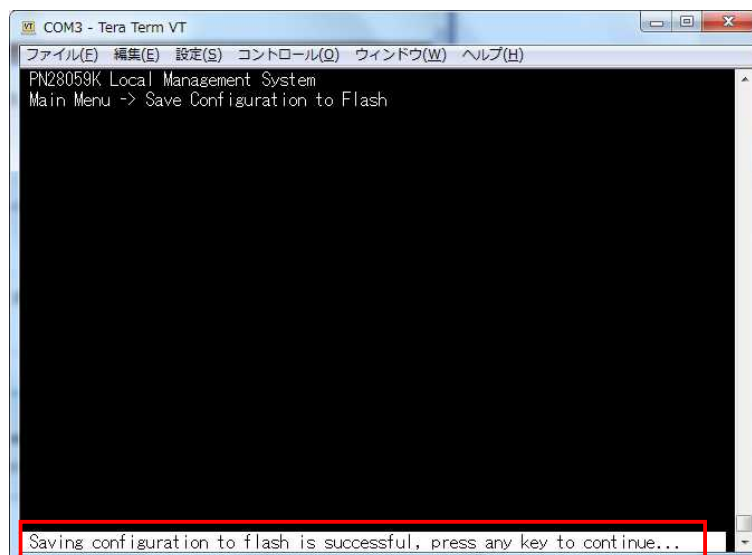 COM3 - Tera Term VT
ファイル(F) 編集(E) 設定(S) コントロール(O) ウィンドウ(W) ヘルプ(H)
PN28059K Local Management System
Main Menu -> Save Configuration to Flash
Saving configuration to flash is successful, press any key to continue...